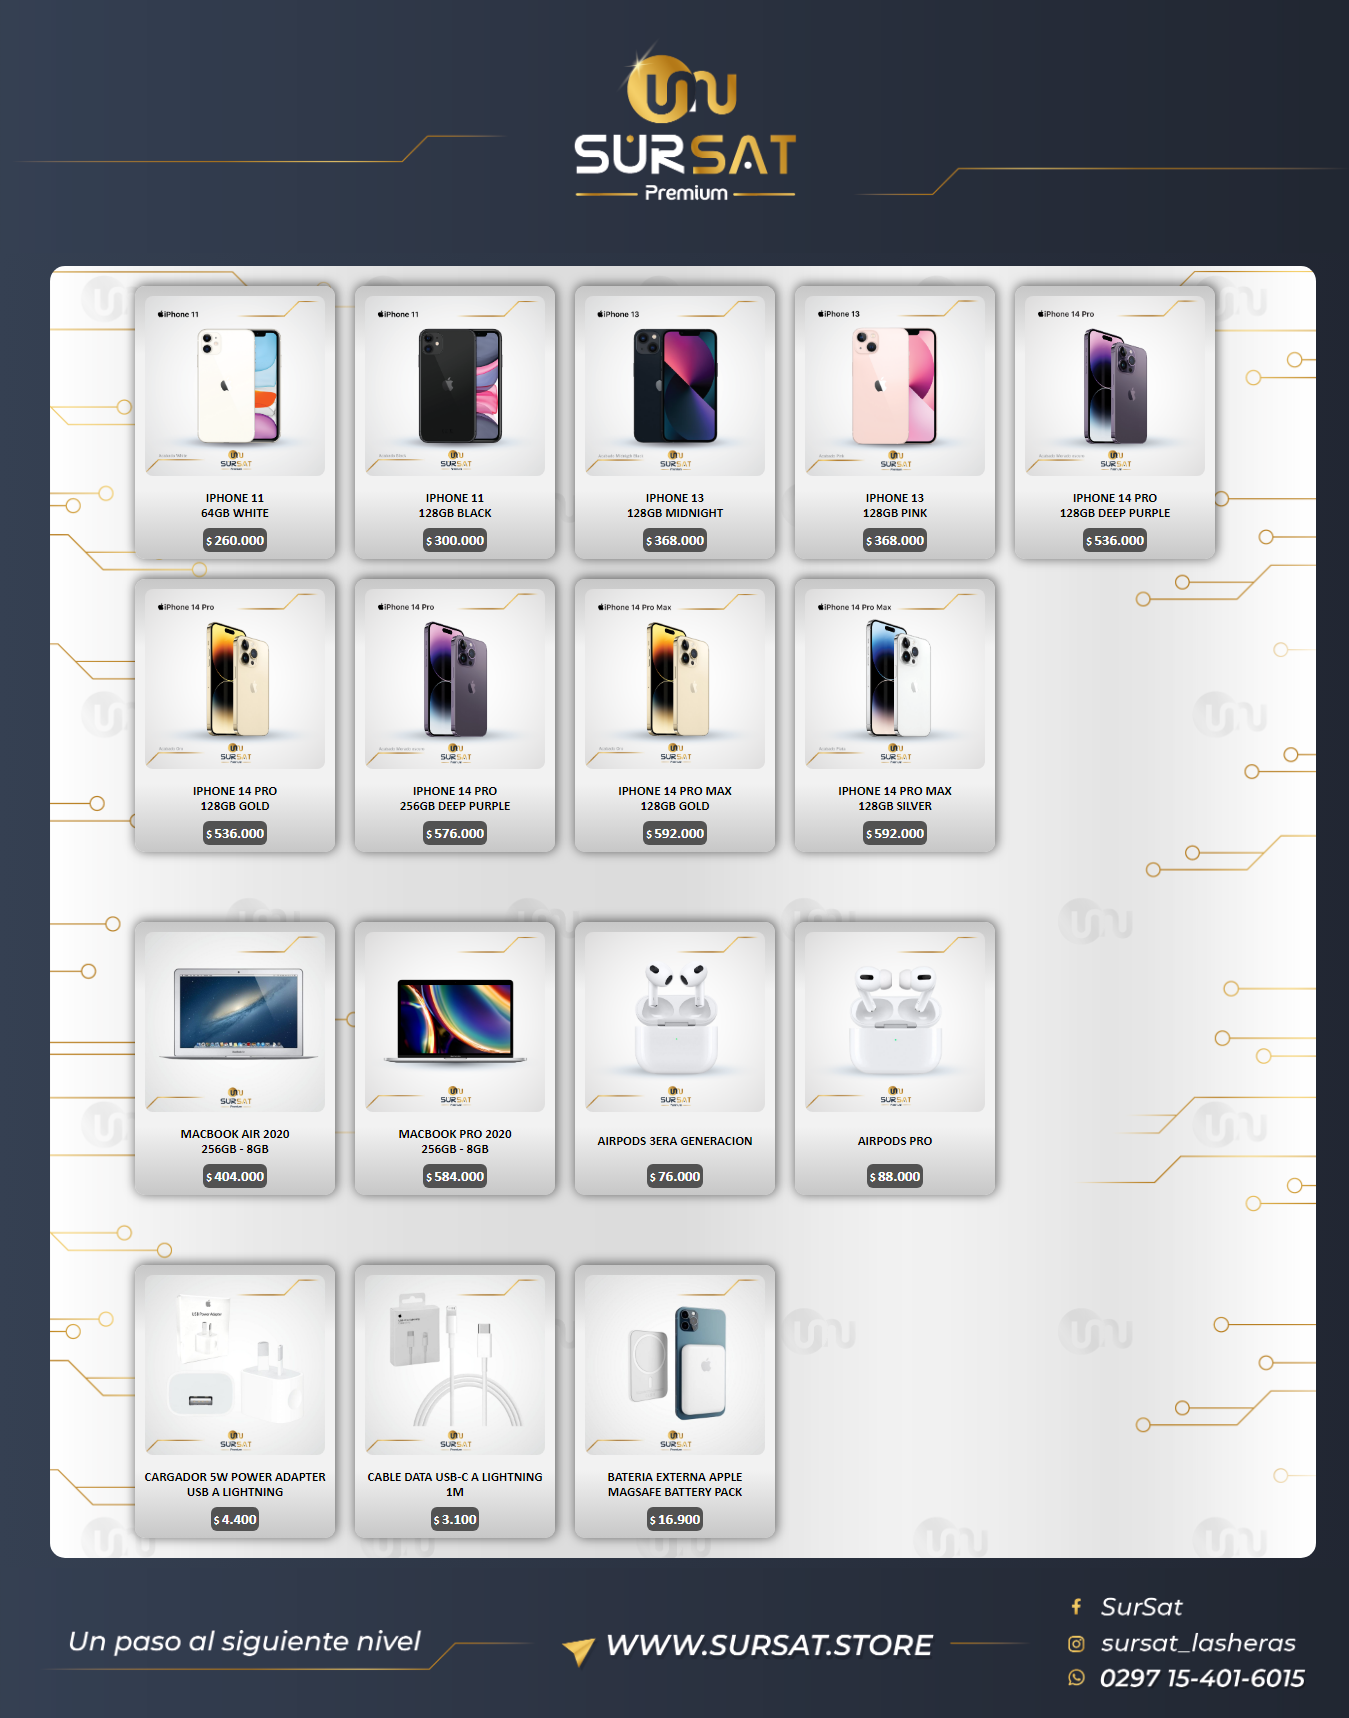 SURSAT
Premium
iPhone 11
iPhone 11
iPhone 13
iPhone 13
iPhone 14 Pro
IPHONE 11
64GB WHITE
$ 260.000
IPHONE 11
128GB BLACK
$ 300.000
IPHONE 13
128GB MIDNIGHT
$ 368.000
IPHONE 13
128GB PINK
$ 368.000
IPHONE 14 PRO
128GB DEEP PURPLE
$ 536.000
iPhone 14 Pro
iPhone 14 Pro
iPhone 14 Pro Max
iPhone 14 Pro Max
IPHONE 14 PRO
128GB GOLD
$ 536.000
IPHONE 14 PRO
256GB DEEP PURPLE
$ 576.000
IPHONE 14 PRO MAX
128GB GOLD
$ 592.000
IPHONE 14 PRO MAX
128GB SILVER
$ 592.000
MACBOOK AIR 2020
256GB - 8GB
$ 404.000
MACBOOK PRO 2020
256GB - 8GB
$ 584.000
AIRPODS 3ERA GENERACION
$ 76.000
AIRPODS PRO
$ 88.000
CARGADOR 5W POWER ADAPTER
USB A LIGHTNING
$ 4.400
CABLE DATA USB-C A LIGHTNING
1M
$ 3.100
BATERIA EXTERNA APPLE
MAGSAFE BATTERY PACK
$ 16.900
Un paso al siguiente nivel
WWW.SURSAT.STORE
SurSat
sursat_lasheras
0297 15-401-6015